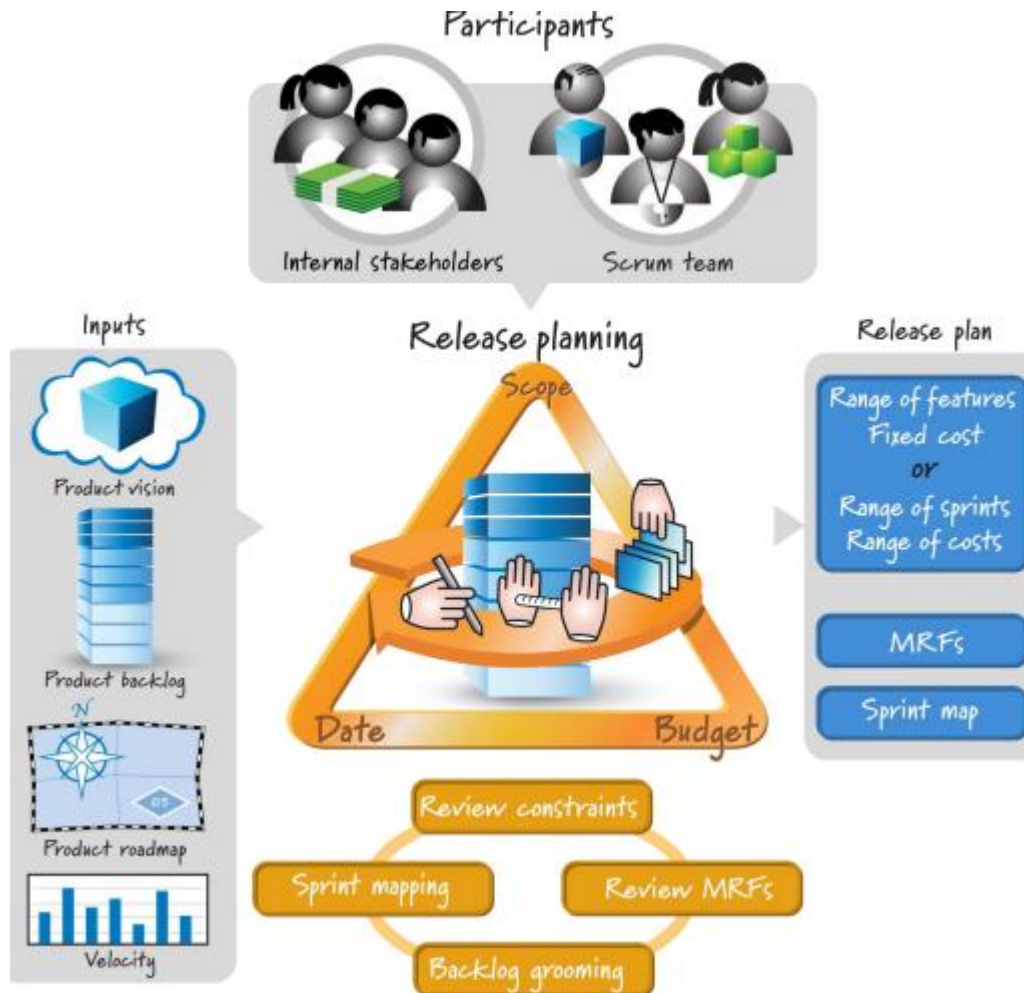 Participants
Internal stakeholders
Scrum team
Inputs
Product vision
Product backlog
N
Product roadmap
Velocity
Release planning
Scope
Date
Budget
Review constraints
Sprint mapping
Review MRFs
Backlog grooming
Release plan
Range of features
Fixed cost
or
Range of sprints
Range of costs
MRFs
Sprint map